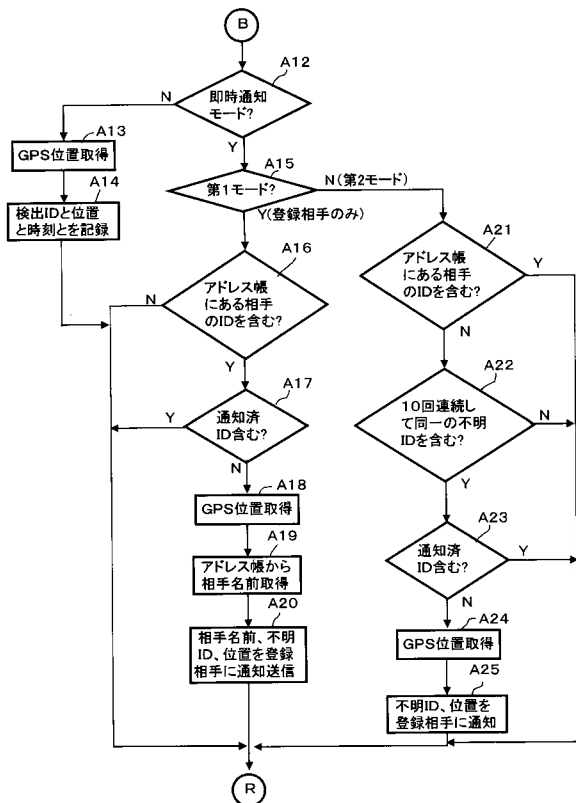 B
A12
即時通知
モード?
N
Y
A13
GPS位置取得
A14
検出IDと位置
と時刻とを記録
A15
第1モード?
N(第2モード)
Y(登録相手のみ)
A16
アドレス帳
にある相手
のIDを含む?
N
Y
A17
通知済
ID含む?
Y
N
A18
GPS位置取得
A19
アドレス帳から
相手名前取得
A20
相手名前、不明
ID、位置を登録
相手に通知送信
A21
アドレス帳
にある相手
のIDを含む?
Y
N
A22
10回連続し
て同一の不明
IDを含む?
N
Y
A23
通知済
ID含む?
Y
N
A24
GPS位置取得
A25
不明ID、位置を
登録相手に通知
R